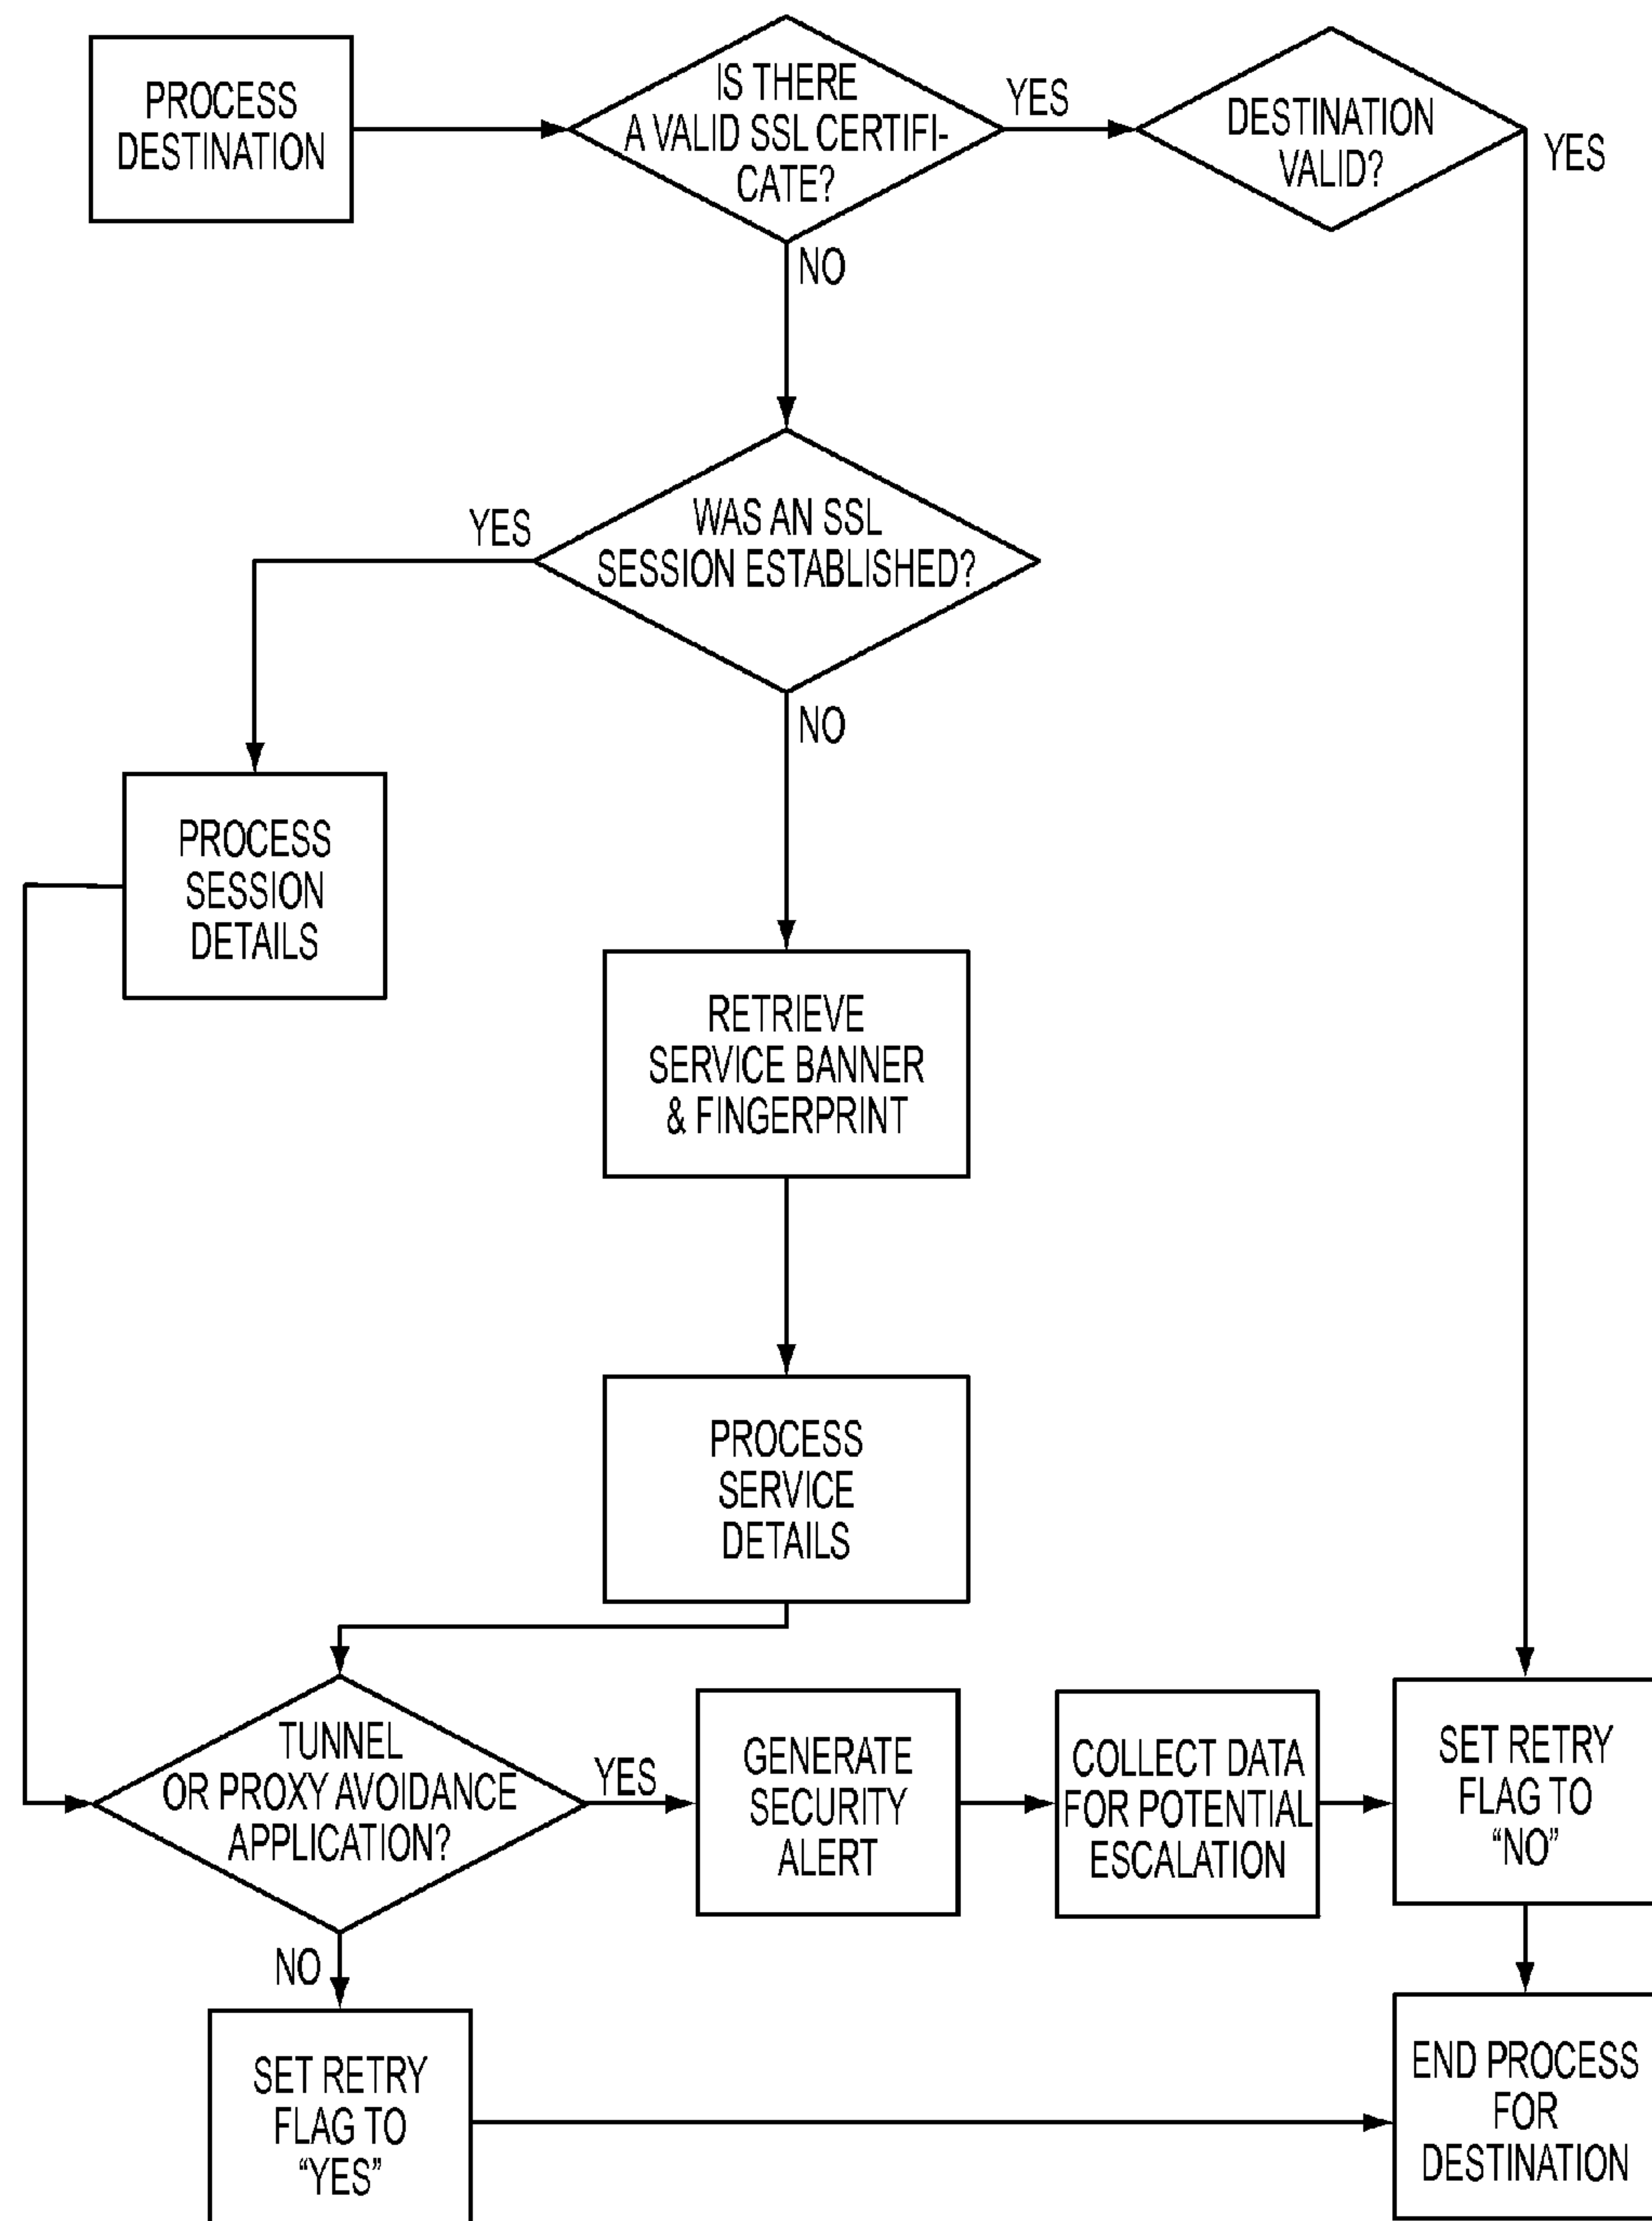 PROCESS
DESTINATION
IS THERE
A VALID SSL CERTIFI-
CATE?
YES
DESTINATION
VALID?
YES
NO
YES
WAS AN SSL
SESSION ESTABLISHED?
NO
PROCESS
SESSION
DETAILS
RETRIEVE
SERVICE BANNER
& FINGERPRINT
PROCESS
SERVICE
DETAILS
TUNNEL
OR PROXY AVOIDANCE
APPLICATION?
YES
GENERATE
SECURITY
ALERT
COLLECT DATA
FOR POTENTIAL
ESCALATION
SET RETRY
FLAG TO
“NO”
NO
SET RETRY
FLAG TO
“YES”
END PROCESS
FOR
DESTINATION